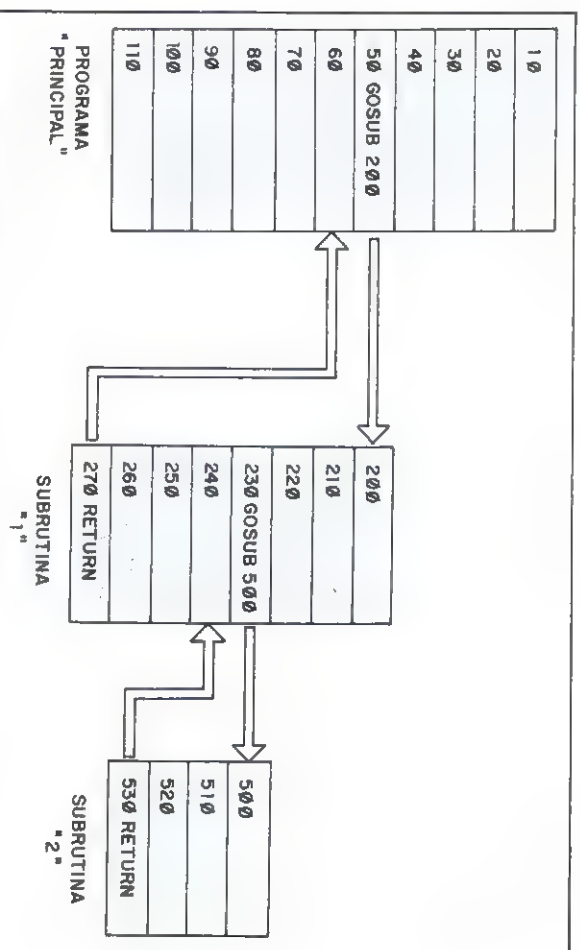 10
20
30
40
50 GOSUB 200
60
70
80
90
100
110
PROGRAMA
"PRINCIPAL"
200
210
220
230 GOSUB 500
240
250
260
270 RETURN
SUBRUTINA
"1"
500
510
520
530 RETURN
SUBRUTINA
"2"